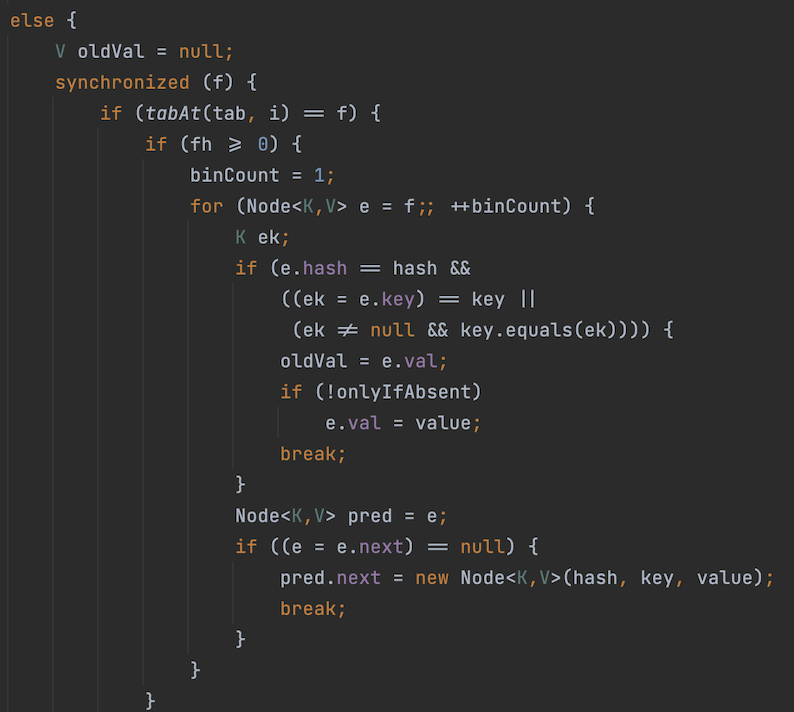 else {
    V oldVal = null;
    synchronized (f) {
        if (tabAt(tab, i) == f) {
            if (fh >= 0) {
                binCount = 1;
                for (Node<K,V> e = f;; ++binCount) {
                    K ek;
                    if (e.hash == hash &&
                        ((ek = e.key) == key ||
                         (ek != null && key.equals(ek)))) {
                        oldVal = e.val;
                        if (!onlyIfAbsent)
                            e.val = value;
                        break;
                    }
                    Node<K,V> pred = e;
                    if ((e = e.next) == null) {
                        pred.next = new Node<K,V>(hash, key, value);
                        break;
                    }
                }
            }